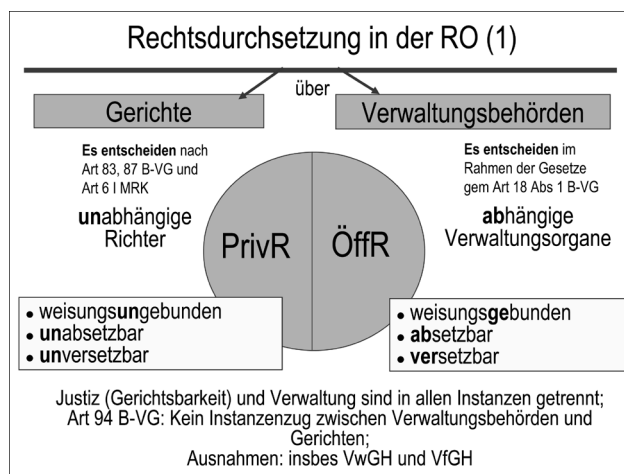 Rechtsdurchsetzung in der RO (1)
über
Gerichte
Es entscheiden nach
Art 83, 87 B-VG und
Art 6 I MRK
unabhängige
Richter
Verwaltungsbehörden
Es entscheiden im
Rahmen der Gesetze
gem Art 18 Abs 1 B-VG
abhängige
Verwaltungsorgane
PrivR
ÖffR
• weisungsungebunden
• unabsetzbar
• unversetzbar
• weisungsgebunden
• absetzbar
• versetzbar
Justiz (Gerichtsbarkeit) und Verwaltung sind in allen Instanzen getrennt;
Art 94 B-VG: Kein Instanzenzug zwischen Verwaltungsbehörden und
Gerichten;
Ausnahmen: insbes VwGH und VfGH